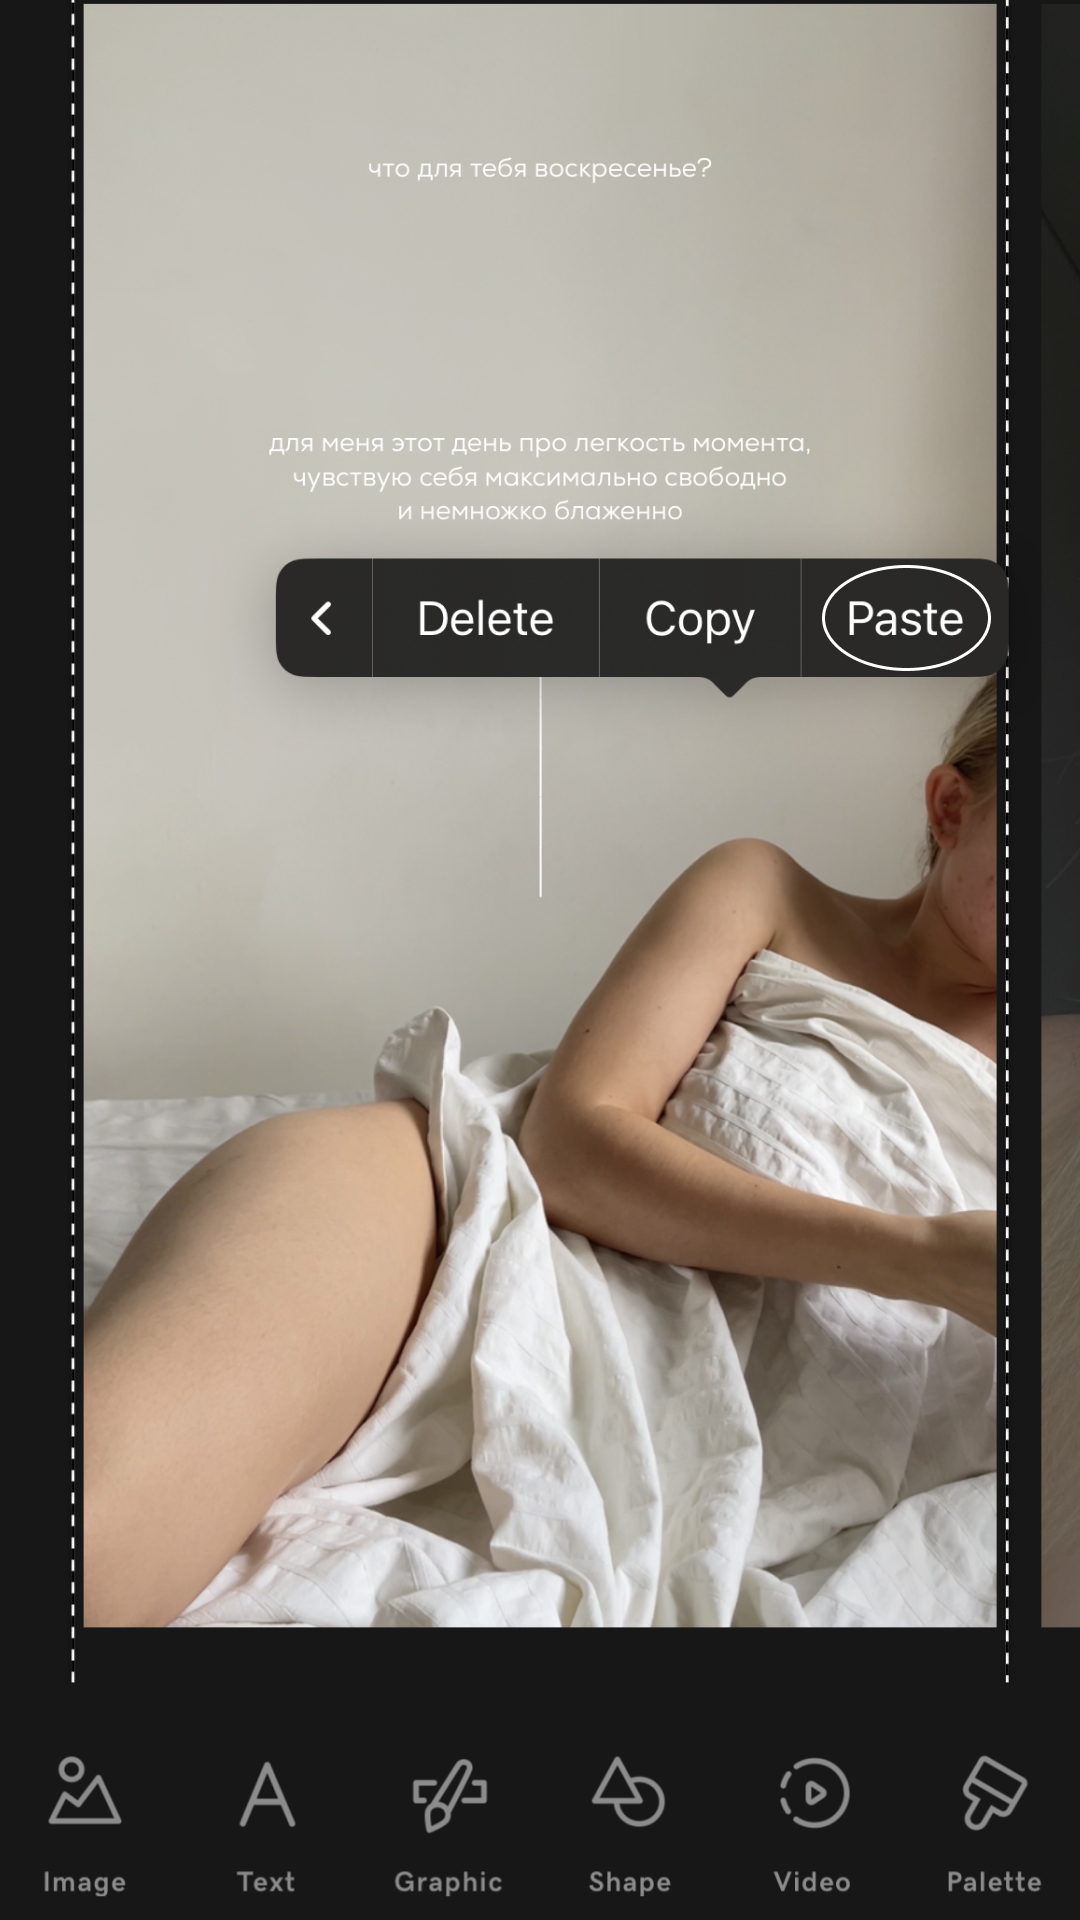 что для тебя воскресенье?
для меня этот день про легкость момента,
чувствую себя максимально свободно
и немножко блаженно
Delete Copy Paste
Image Text Graphic Shape Video Palette